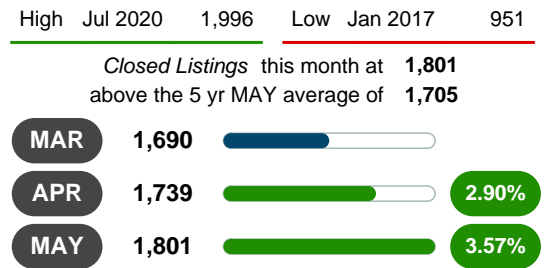 High Jul 2020 1,996 Low Jan 2017 951
Closed Listings this month at 1,801
above the 5 yr MAY average of 1,705
MAR 1,690
APR 1,739 2.90%
MAY 1,801 3.57%